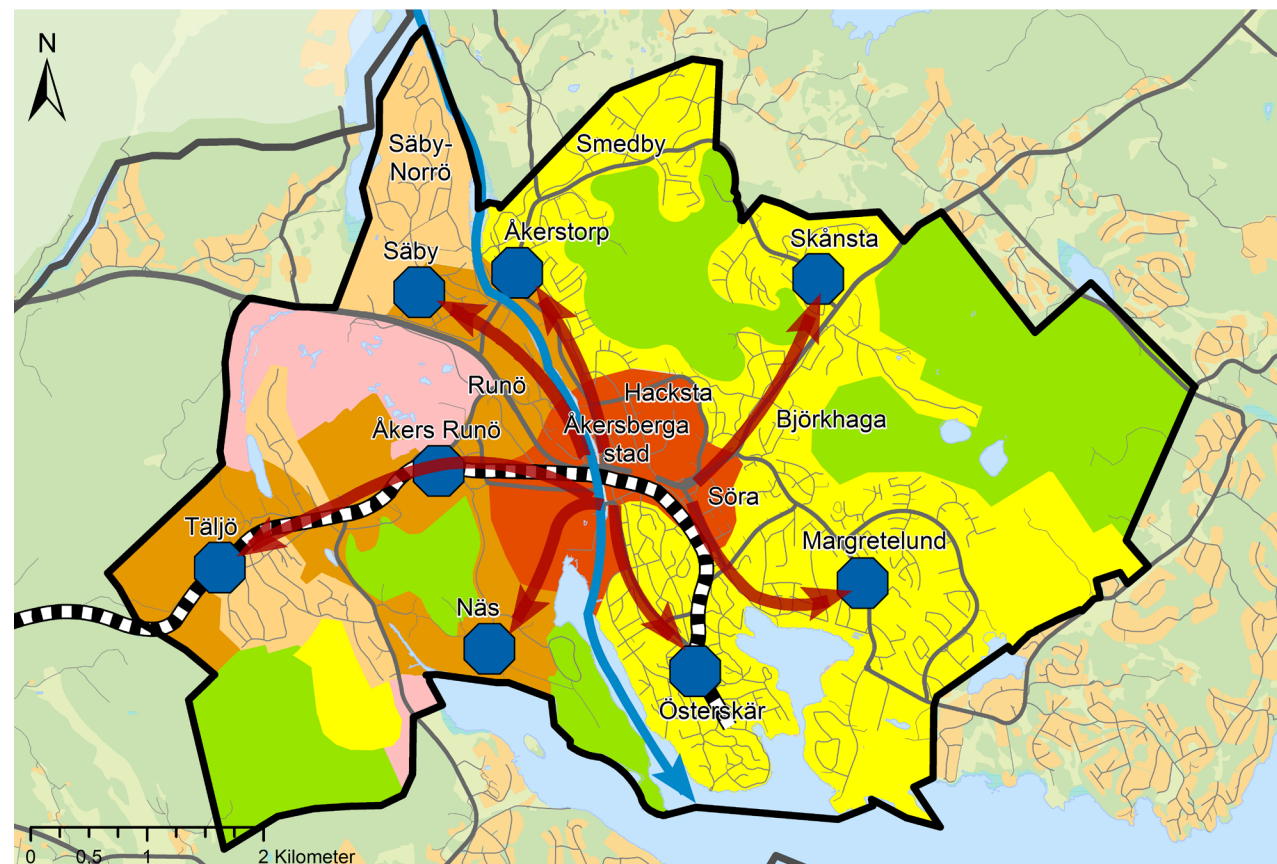 N
Säby-
Norrö
Smedby
Åkerstorp
Skånsta
Säby
Runö
Hacksta
Åkersberga
stad
Björkhaga
Åkers Runö
Söra
Täljö
Margretelund
Näs
Österskär
0 0,5 1 2 Kilometer